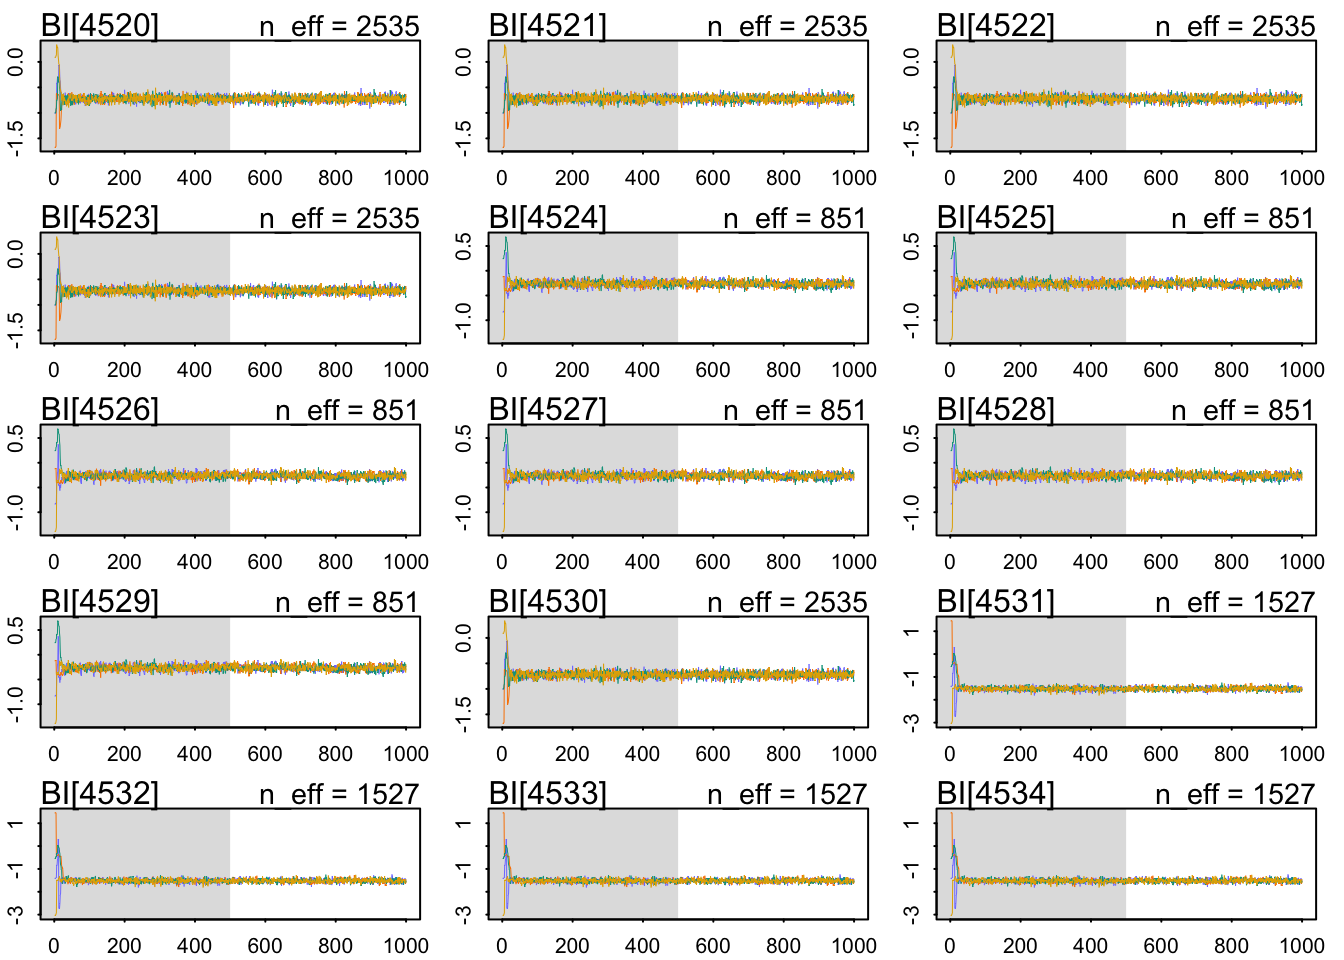 BI[4520] n_eff = 2535 BI[4521] n_eff = 2535 BI[4522] n_eff = 2535
0.0 -1.5 0.0 -1.5 0.0 -1.5
0 200 400 600 800 1000 0 200 400 600 800 1000 0 200 400 600 800 1000
BI[4523] n_eff = 2535 BI[4524] n_eff = 851 BI[4525] n_eff = 851
0.0 -1.5 0.5 -1.0 0.5 -1.0
0 200 400 600 800 1000 0 200 400 600 800 1000 0 200 400 600 800 1000
BI[4526] n_eff = 851 BI[4527] n_eff = 851 BI[4528] n_eff = 851
0.5 -1.0 0.5 -1.0 0.5 -1.0
0 200 400 600 800 1000 0 200 400 600 800 1000 0 200 400 600 800 1000
BI[4529] n_eff = 851 BI[4530] n_eff = 2535 BI[4531] n_eff = 1527
0.5 -1.0 0.0 -1.5 1 -1 -3
0 200 400 600 800 1000 0 200 400 600 800 1000 0 200 400 600 800 1000
BI[4532] n_eff = 1527 BI[4533] n_eff = 1527 BI[4534] n_eff = 1527
1 -1 -3 1 -1 -3 1 -1 -3
0 200 400 600 800 1000 0 200 400 600 800 1000 0 200 400 600 800 1000